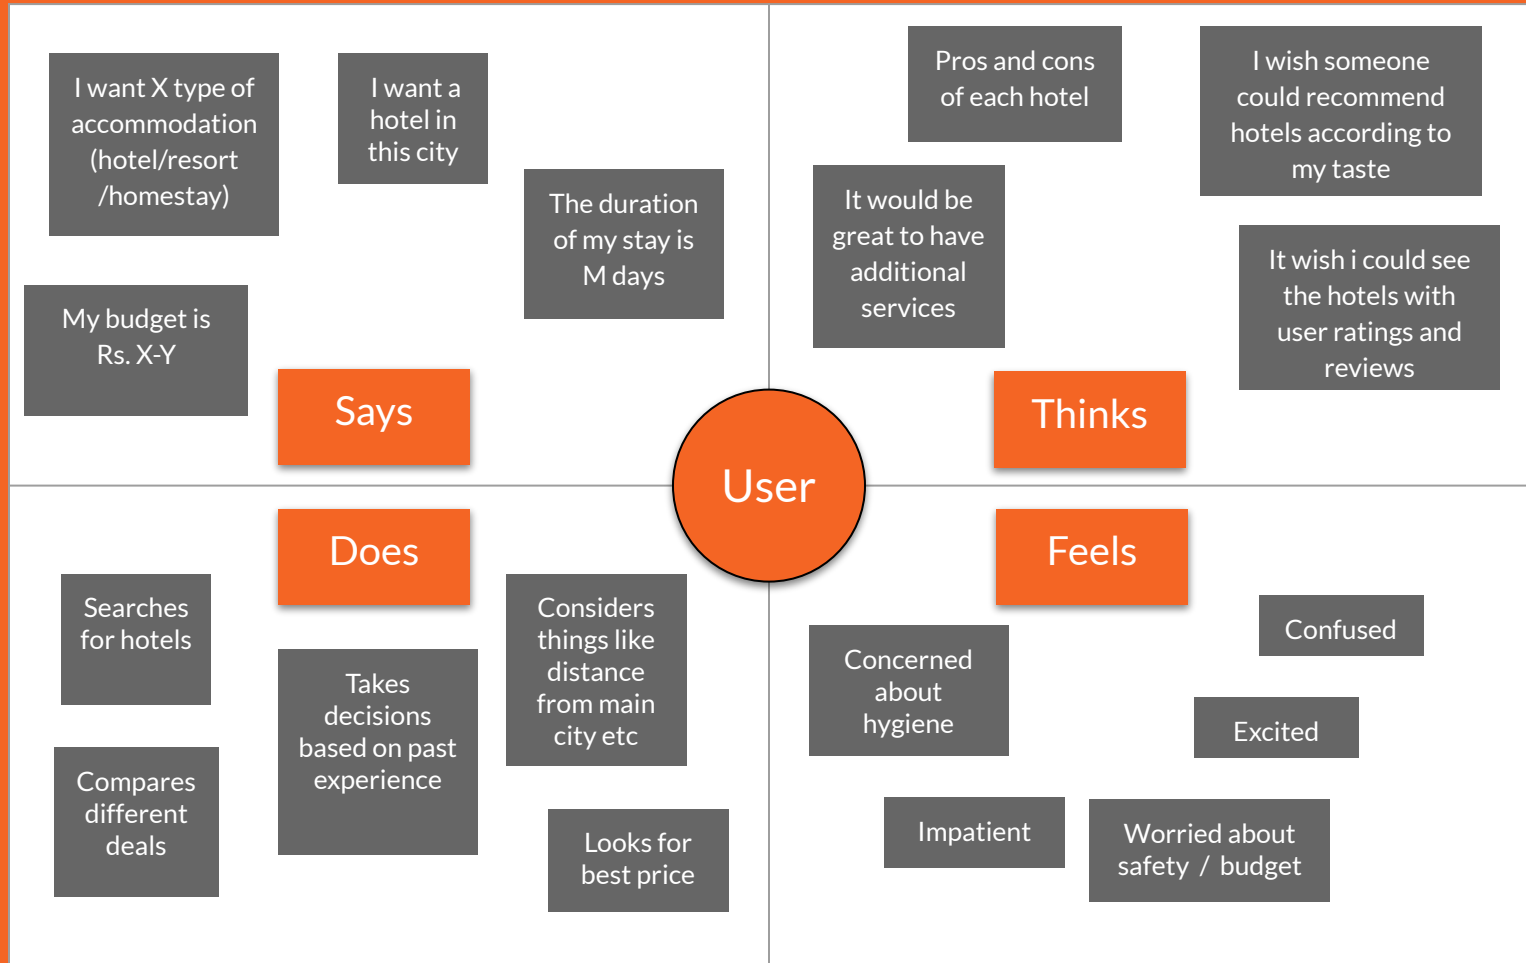 I want X type of
accommodation
(hotel/resort
/homestay)
I want a
hotel in
this city
The duration
of my stay is
M days
My budget is
Rs. X-Y
Says
Pros and cons
of each hotel
I wish someone
could recommend
hotels according to
my taste
It would be
great to have
additional
services
It wish i could see
the hotels with
user ratings and
reviews
Thinks
User
Does
Searches
for hotels
Takes
decisions
based on past
experience
Considers
things like
distance
from main
city etc
Compares
different
deals
Looks for
best price
Feels
Concerned
about
hygiene
Confused
Excited
Impatient
Worried about
safety / budget